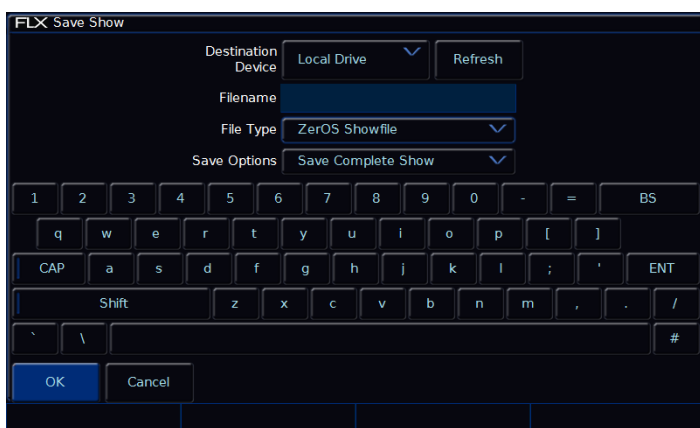 FLX Save Show
Destination Device Local Drive Refresh
Filename
File Type ZerOS Showfile
Save Options Save Complete Show
1 2 3 4 5 6 7 8 9 0 - = BS
q w e r t y u i o p [ ]
CAP a s d f g h j k l ; ' ENT
Shift z x c v b n m , . /
` \ #
OK Cancel